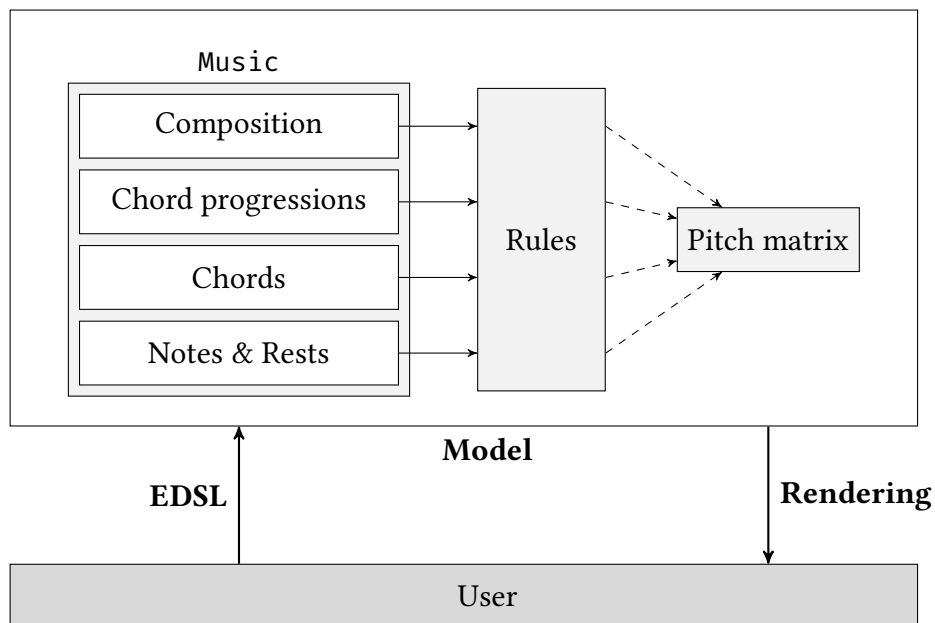 Music
Composition
Chord progressions
Chords
Notes & Rests
Rules
Pitch matrix
Model
EDSL
Rendering
User